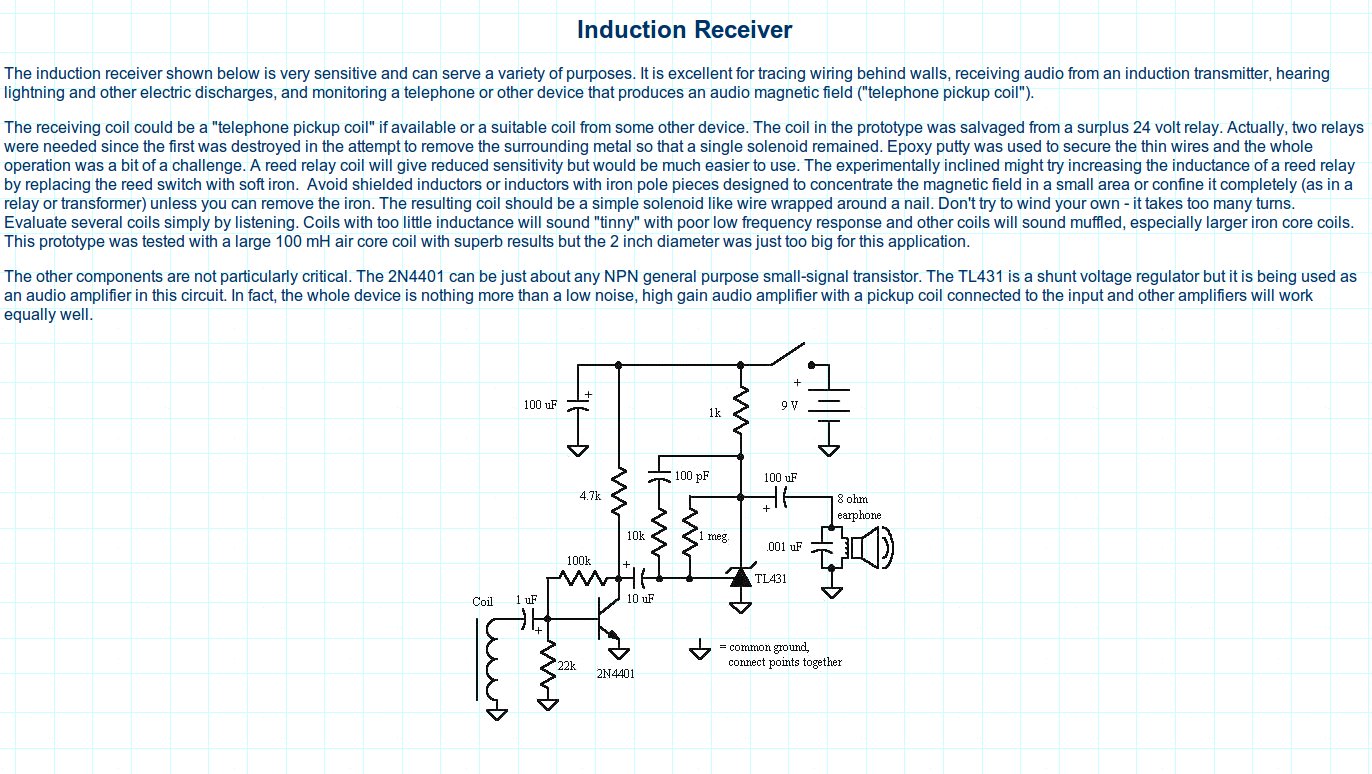 Induction Receiver
The induction receiver shown below is very sensitive and can serve a variety of purposes. It is excellent for tracing wiring behind walls, receiving audio from an induction transmitter, hearing
lightning and other electric discharges, and monitoring a telephone or other device that produces an audio magnetic field ("telephone pickup coil").
The receiving coil could be a "telephone pickup coil" if available or a suitable coil from some other device. The coil in the prototype was salvaged from a surplus 24 volt relay. Actually, two relays
were needed since the first was destroyed in the attempt to remove the surrounding metal so that a single solenoid remained. Epoxy putty was used to secure the thin wires and the whole
operation was a bit of a challenge. A reed relay coil will give reduced sensitivity but would be much easier to use. The experimentally inclined might try increasing the inductance of a reed relay
by replacing the reed switch with soft iron.  Avoid shielded inductors or inductors with iron pole pieces designed to concentrate the magnetic field in a small area or confine it completely (as in a
relay or transformer) unless you can remove the iron. The resulting coil should be a simple solenoid like wire wrapped around a nail. Don't try to wind your own - it takes too many turns.
Evaluate several coils simply by listening. Coils with too little inductance will sound "tinny" with poor low frequency response and other coils will sound muffled, especially larger iron core coils.
This prototype was tested with a large 100 mH air core coil with superb results but the 2 inch diameter was just too big for this application.
The other components are not particularly critical. The 2N4401 can be just about any NPN general purpose small-signal transistor. The TL431 is a shunt voltage regulator but it is being used as
an audio amplifier in this circuit. In fact, the whole device is nothing more than a low noise, high gain audio amplifier with a pickup coil connected to the input and other amplifiers will work
equally well.
+
+
100 uF
1k
9 V
100 pF
100 uF
4.7k
+
8 ohm
earphone
10k
1 meg.
.001 uF
100k
+
TL431
Coil
1 uF
10 uF
+
= common ground,
connect points together
22k
2N4401